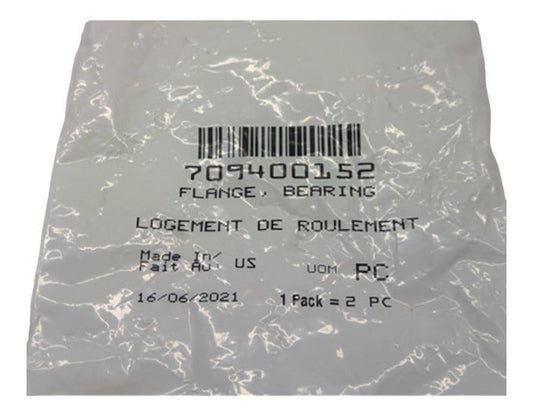 709400152
FLANGE, BEARING
LOGEMENT DE ROULEMENT
Made In/
Fait Au US
UOM PC
16/06/2021
1 Pack = 2 PC